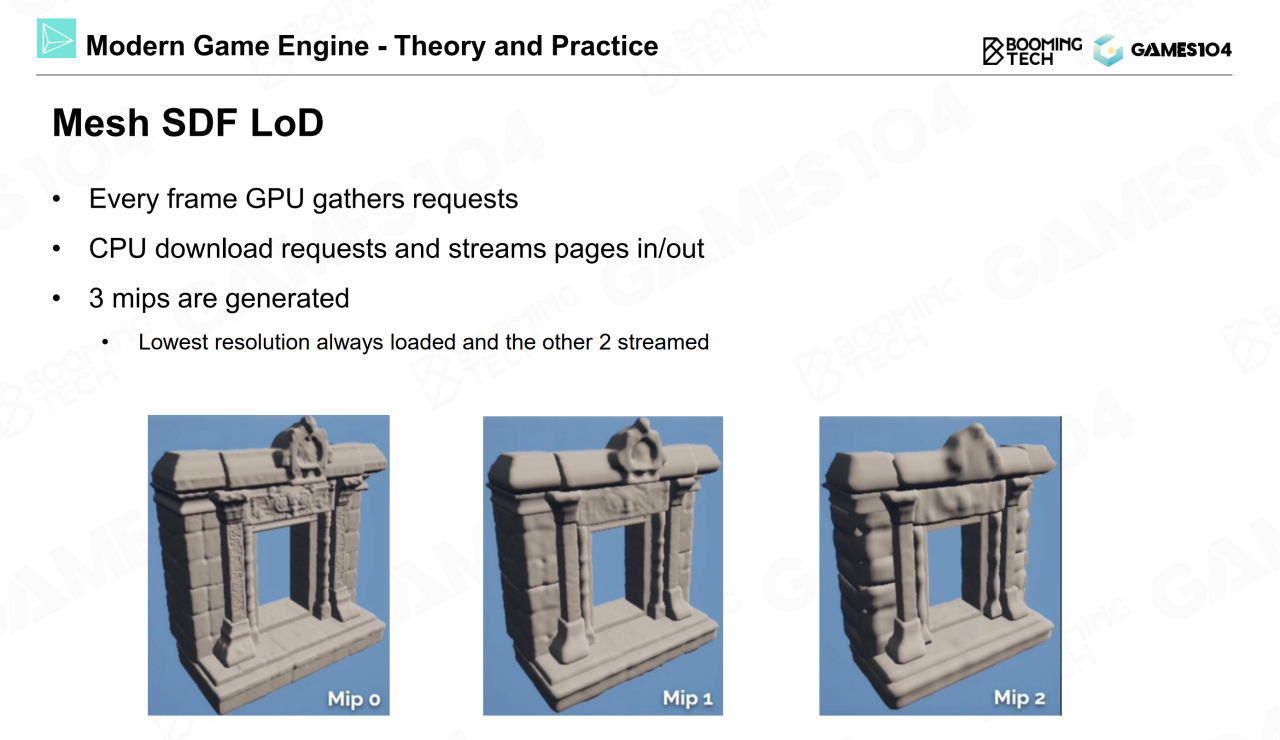 Modern Game Engine - Theory and Practice
BOOMING
TECH
GAMES104
Mesh SDF LoD
• Every frame GPU gathers requests
• CPU download requests and streams pages in/out
• 3 mips are generated
• Lowest resolution always loaded and the other 2 streamed
Mip 0
Mip 1
Mip 2